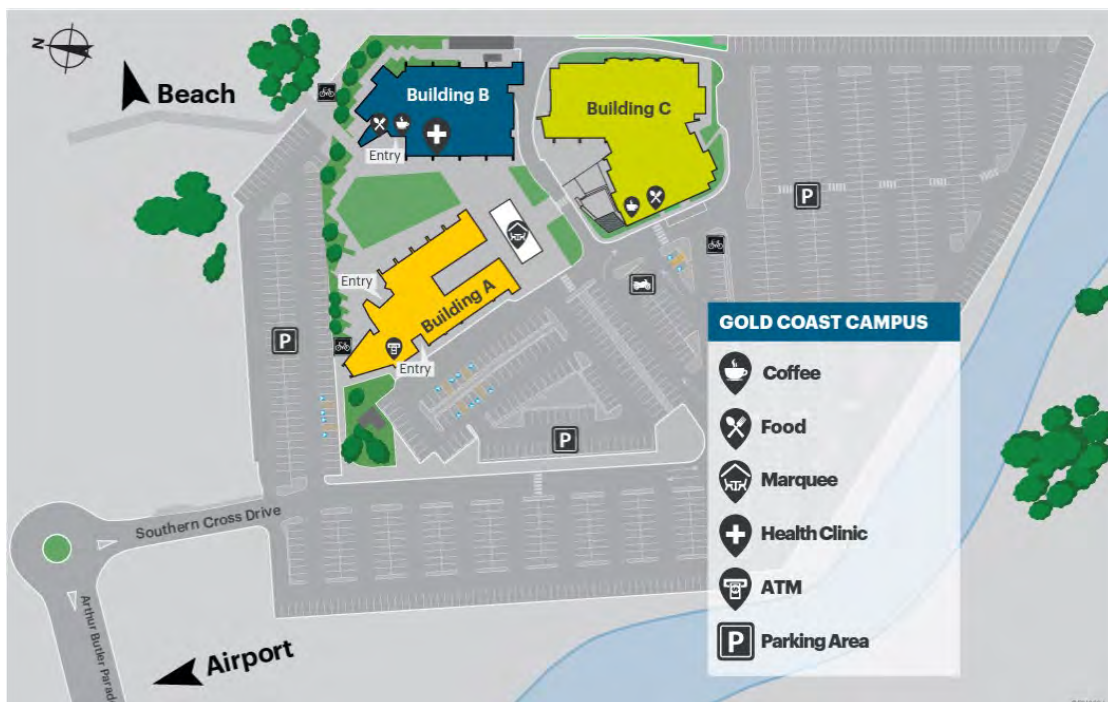 N
Beach
Building B
Entry
Building C
Entry
Building A
Entry
P
P
P
Southern Cross Drive
Arthur Butler Parade
Airport
GOLD COAST CAMPUS
Coffee
Food
Marquee
Health Clinic
ATM
P Parking Area